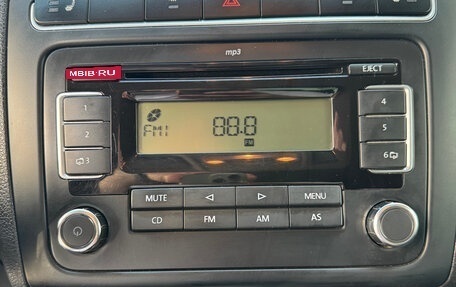 mp3
MBIB.RU
EJECT
1
4
FM1
88.8
FM
2
5
3
6
MUTE
MENU
CD
FM
AM
AS